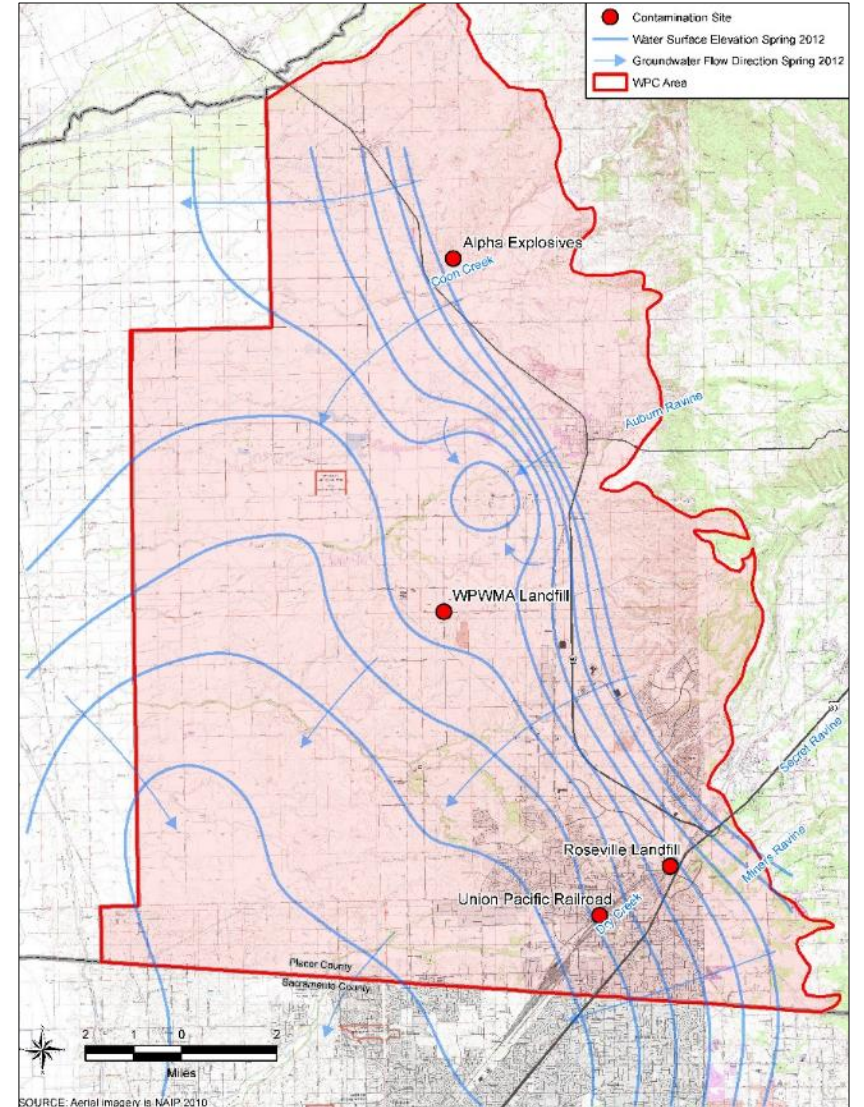 Contamination Site
Water Surface Elevation Spring 2012
Groundwater Flow Direction Spring 2012
WPC Area
Alpha Explosives
Coon Creek
Auburn Ravine
WPWMA Landfill
Secret Ravine
Roseville Landfill
Miners Ravine
Union Pacific Railroad
Dry Creek
Placer County
Sacramento County
2 0 2
Miles
SOURCE: Aerial imagery is NAIP 2010